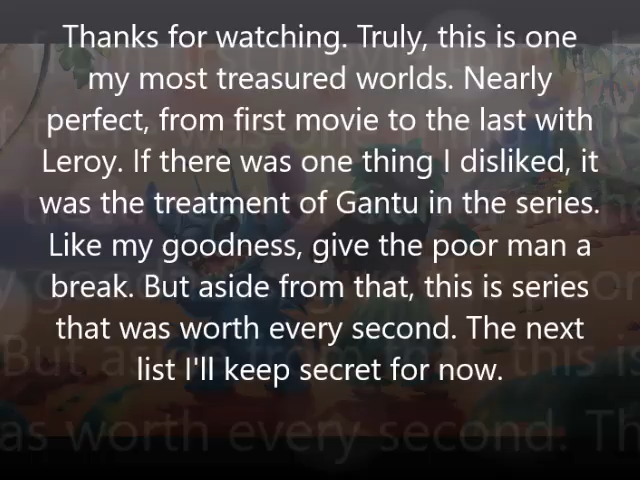 Thanks for watching. Truly, this is one
my most treasured worlds. Nearly
perfect, from first movie to the last with
Leroy. If there was one thing I disliked, it
was the treatment of Gantu in the series.
Like my goodness, give the poor man a
break. But aside from that, this is series
that was worth every second. The next
list I'll keep secret for now.